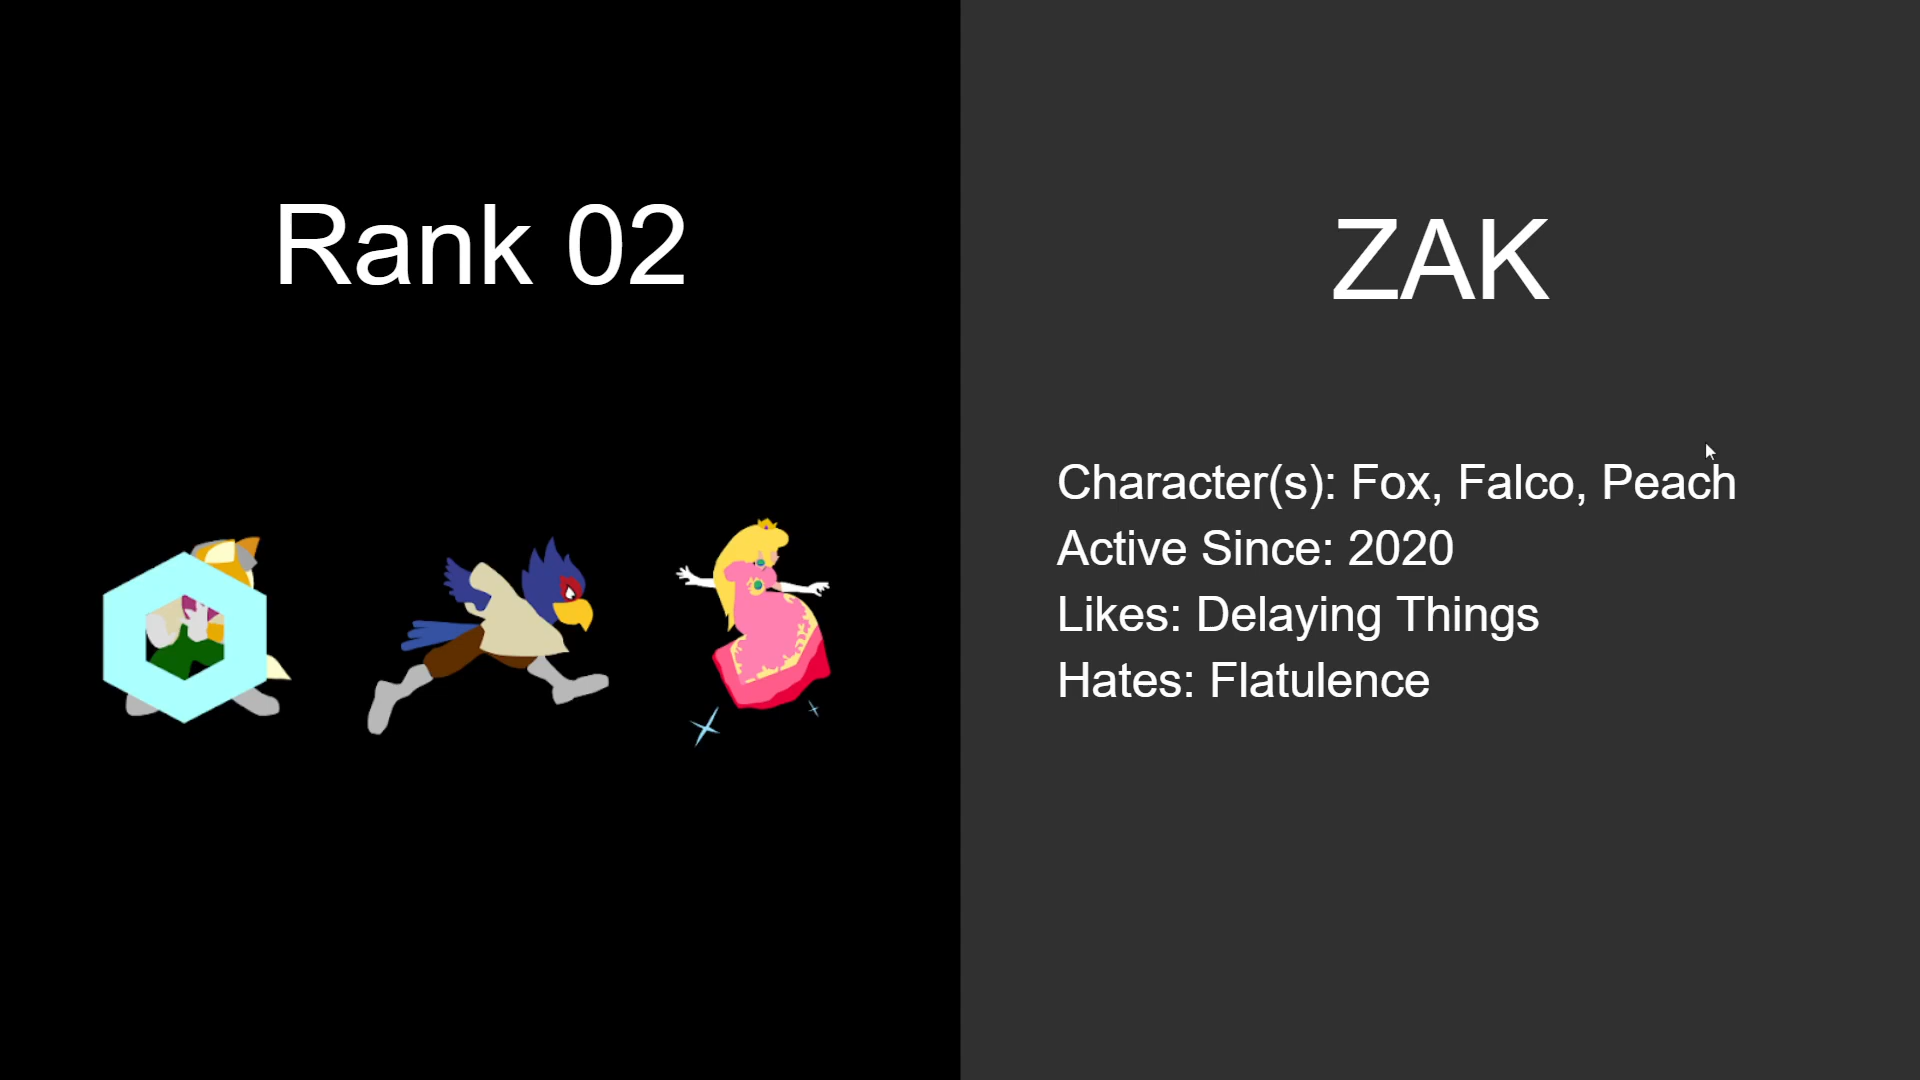 Rank 02
ZAK
Character(s): Fox, Falco, Peach
Active Since: 2020
Likes: Delaying Things
Hates: Flatulence